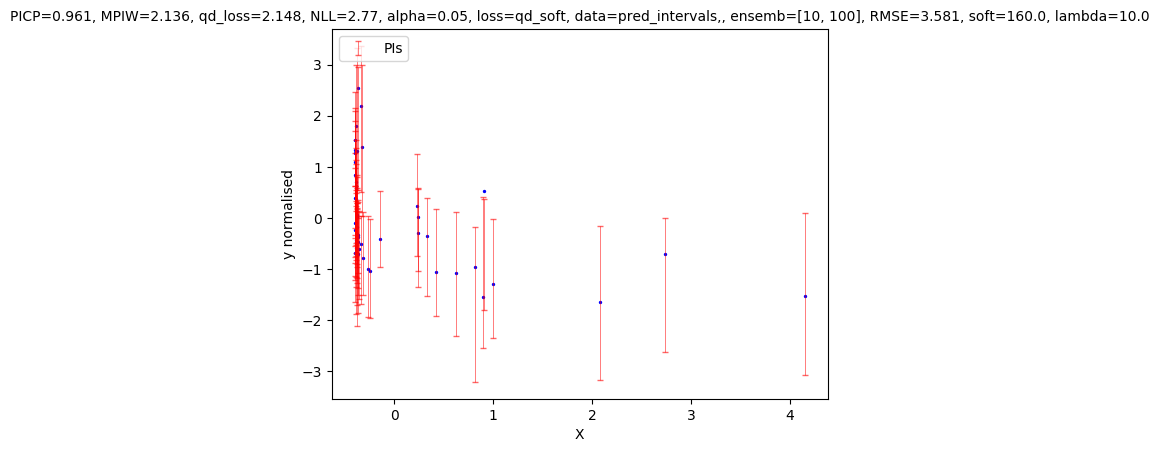 PICP=0.961, MPIW=2.136, qd_loss=2.148, NLL=2.77, alpha=0.05, loss=qd_soft, data=pred_intervals,, ensemb=[10, 100], RMSE=3.581, soft=160.0, lambda=10.0
PIs
y normalised
3
2
1
0
−1
−2
−3
0 1 2 3 4
X